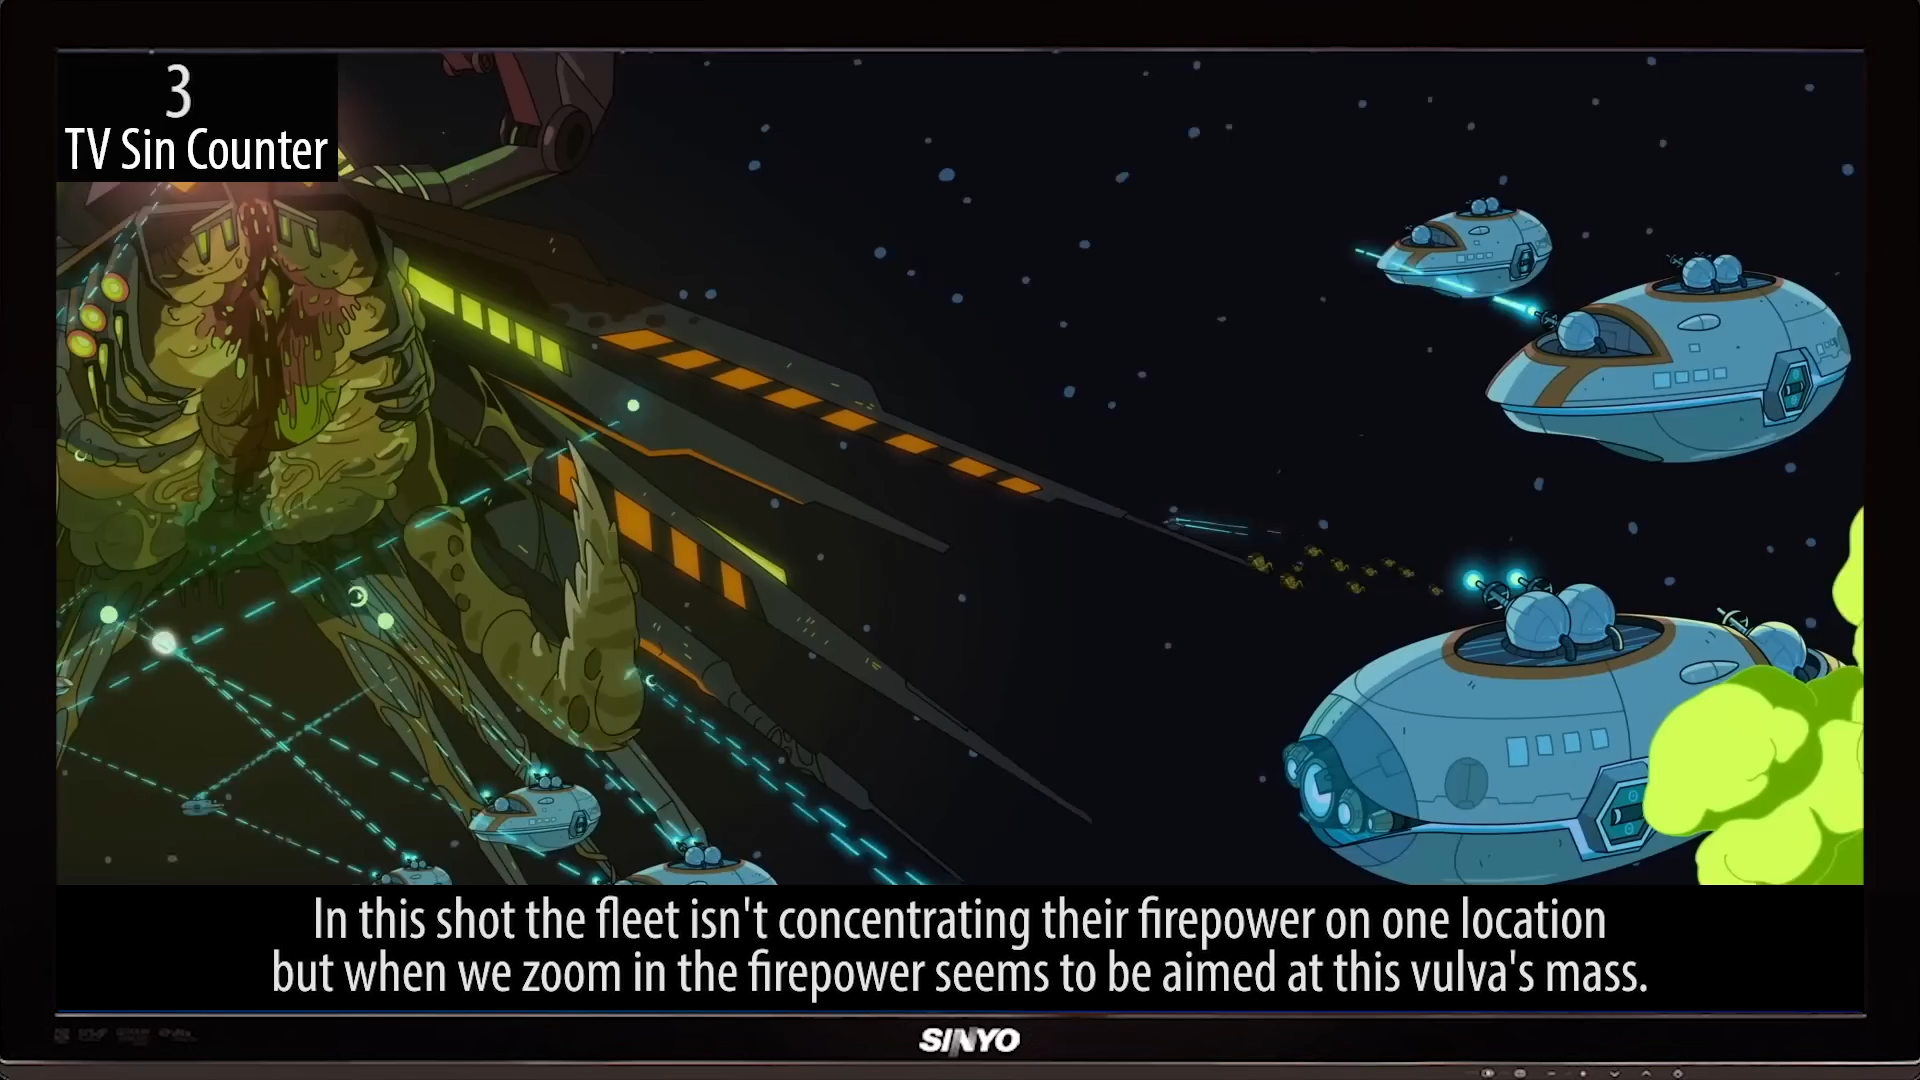 3
TV Sin Counter
In this shot the fleet isn't concentrating their firepower on one location
but when we zoom in the firepower seems to be aimed at this vulva's mass.
SINYO